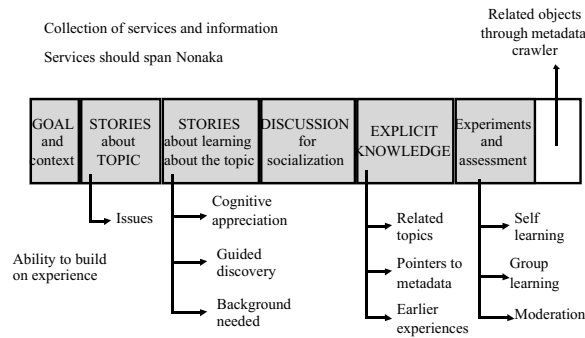 Collection of services and information
Services should span Nonaka
Related objects
through metadata
crawler
GOAL
and
context
STORIES
about
TOPIC
STORIES
about learning
about the topic
DISCUSSION
for
socialization
EXPLICIT
KNOWLEDGE
Experiments
and
assessment
Issues
Ability to build
on experience
Cognitive
appreciation
Guided
discovery
Background
needed
Related
topics
Pointers to
metadata
Earlier
experiences
Self
learning
Group
learning
Moderation